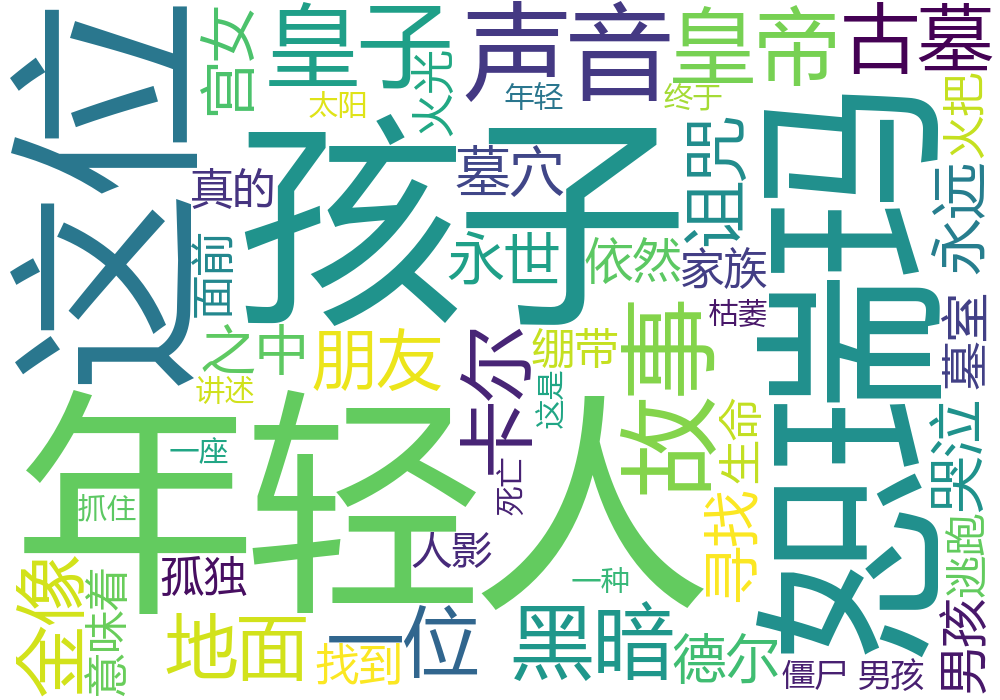 这位
宫女
皇子
声音
皇帝
古墓
太阳
火光
年轻
终于
火把
孩子
真的
墓穴
诅咒
恕瑞玛
永远
面前
永世
依然
家族
之中
朋友
绷带
枯萎
墓室
讲述
卡尔
这是
故事
生命
哭泣
年轻人
一座
抓住
死亡
寻找
逃跑
金像
意味着
孤独
人影
一种
地面
找到
一位
黑暗
德尔
僵尸
男孩
男孩